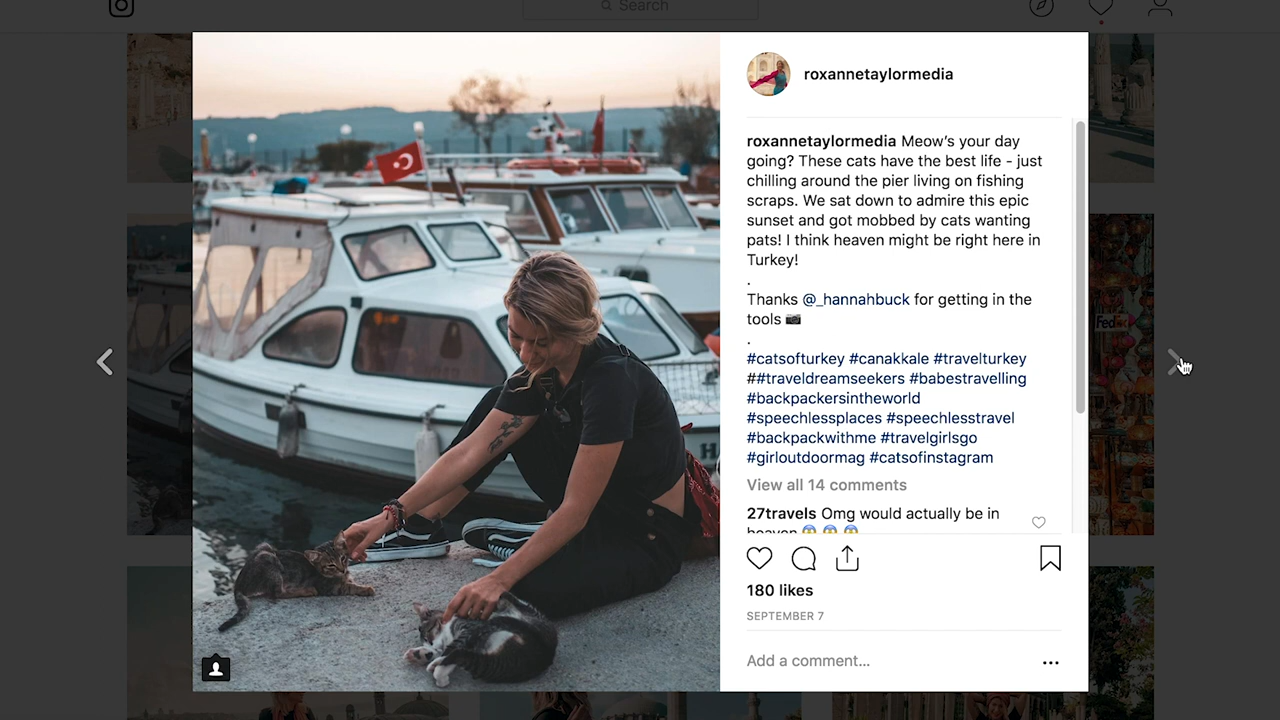 Search
roxannetaylormedia
roxannetaylormedia Meow's your day
going? These cats have the best life - just
chilling around the pier living on fishing
scraps. We sat down to admire this epic
sunset and got mobbed by cats wanting
pats! I think heaven might be right here in
Turkey!
.
Thanks @_hannahbuck for getting in the
tools 📷
.
#catsofturkey #canakkale #travelturkey
##traveldreamseekers #babestravelling
#backpackersintheworld
#speechlessplaces #speechlesstravel
#backpackwithme #travelgirlsgo
#girloutdoormag #catsofinstagram
View all 14 comments
27travels Omg would actually be in
heaven 😱 😱 😱
180 likes
SEPTEMBER 7
Add a comment...
FedEx
H